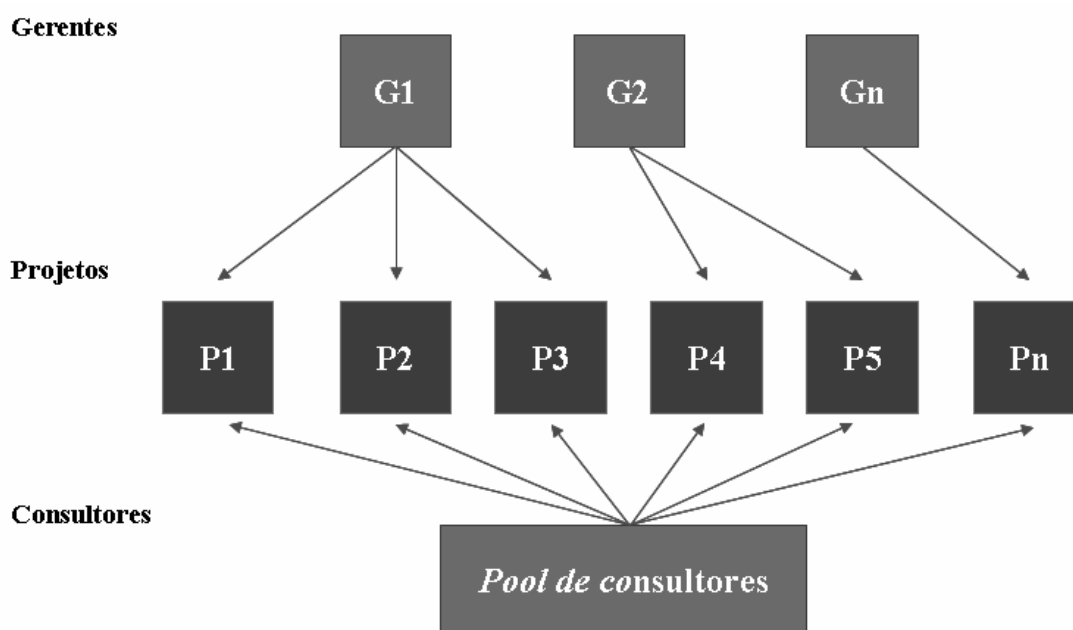 Gerentes
G1 G2 Gn
Projetos
P1 P2 P3 P4 P5 Pn
Consultores
Pool de consultores